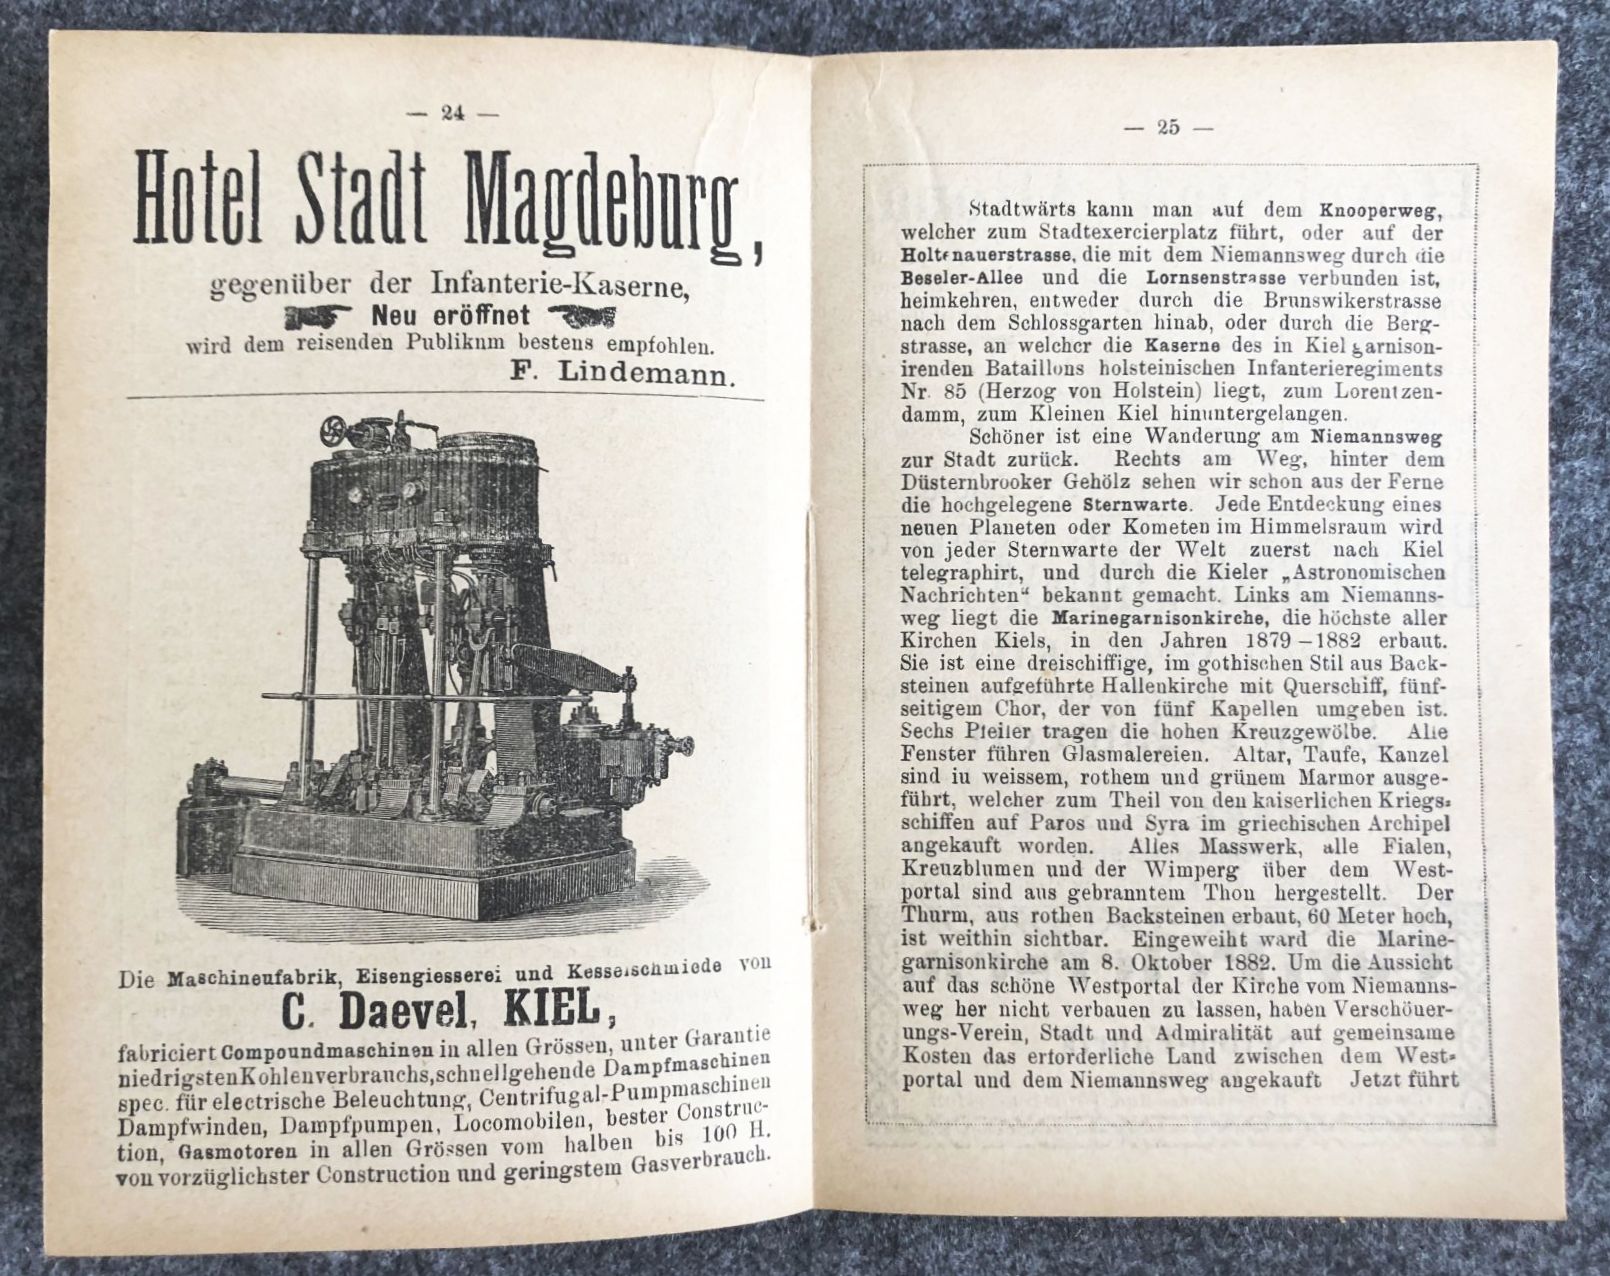 — 24 —
Hotel Stadt Magdeburg,
gegenüber der Infanterie-Kaserne,
Neu eröffnet
wird dem reisenden Publikum bestens empfohlen.
F. Lindemann.
Die Maschinenfabrik, Eisengiesserei und Kesselschmiede von
C. Daevel, KIEL,
fabriciert Compoundmaschinen in allen Grössen, unter Garantie
niedrigsten Kohlenverbrauchs, schnellgehende Dampfmaschinen
spec. für electrische Beleuchtung, Centrifugal-Pumpmaschinen
Dampfwinden, Dampfpumpen, Locomobilen, bester Construc-
tion, Gasmotoren in allen Grössen vom halben bis 100 H.
von vorzüglichster Construction und geringstem Gasverbrauch.
— 25 —
Stadtwärts kann man auf dem Knooperweg,
welcher zum Stadtexercierplatz führt, oder auf der
Holtenauerstrasse, die mit dem Niemannsweg durch die
Beseler-Allee und die Lornsenstrasse verbunden ist,
heimkehren, entweder durch die Brunswikerstrasse
nach dem Schlossgarten hinab, oder durch die Berg-
strasse, an welcher die Kaserne des in Kiel garnison-
irenden Bataillons holsteinischen Infanterieregiments
Nr. 85 (Herzog von Holstein) liegt, zum Lorentzen-
damm, zum Kleinen Kiel hinuntergelangen.
Schöner ist eine Wanderung am Niemannsweg
zur Stadt zurück. Rechts am Weg, hinter dem
Düsternbrooker Gehölz sehen wir schon aus der Ferne
die hochgelegene Sternwarte. Jede Entdeckung eines
neuen Planeten oder Kometen im Himmelsraum wird
von jeder Sternwarte der Welt zuerst nach Kiel
telegraphirt, und durch die Kieler „Astronomischen
Nachrichten“ bekannt gemacht. Links am Niemanns-
weg liegt die Marinegarnisonkirche, die höchste aller
Kirchen Kiels, in den Jahren 1879–1882 erbaut.
Sie ist eine dreischiffige, im gothischen Stil aus Back-
steinen aufgeführte Hallenkirche mit Querschiff, fünf-
seitigem Chor, der von fünf Kapellen umgeben ist.
Sechs Pfeiler tragen die hohen Kreuzgewölbe. Alle
Fenster führen Glasmalereien. Altar, Taufe, Kanzel
sind in weissem, rothem und grünem Marmor ausge-
führt, welcher zum Theil von den kaiserlichen Kriegs-
schiffen auf Paros und Syra im griechischen Archipel
angekauft worden. Alles Masswerk, alle Fialen,
Kreuzblumen und der Wimperg über dem West-
portal sind aus gebranntem Thon hergestellt. Der
Thurm, aus rothen Backsteinen erbaut, 60 Meter hoch,
ist weithin sichtbar. Eingeweiht ward die Marine-
garnisonkirche am 8. Oktober 1882. Um die Aussicht
auf das schöne Westportal der Kirche vom Niemanns-
weg her nicht verbauen zu lassen, haben Verschöner-
ungs-Verein, Stadt und Admiralität auf gemeinsame
Kosten das erforderliche Land zwischen dem West-
portal und dem Niemannsweg angekauft Jetzt führt